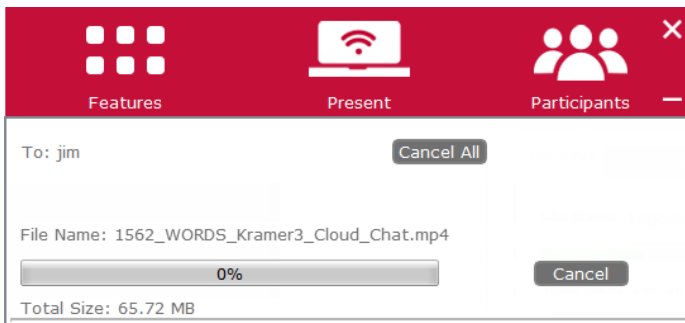 Features Present Participants
To: jim Cancel All
File Name: 1562_WORDS_Kramer3_Cloud_Chat.mp4
0% Cancel
Total Size: 65.72 MB